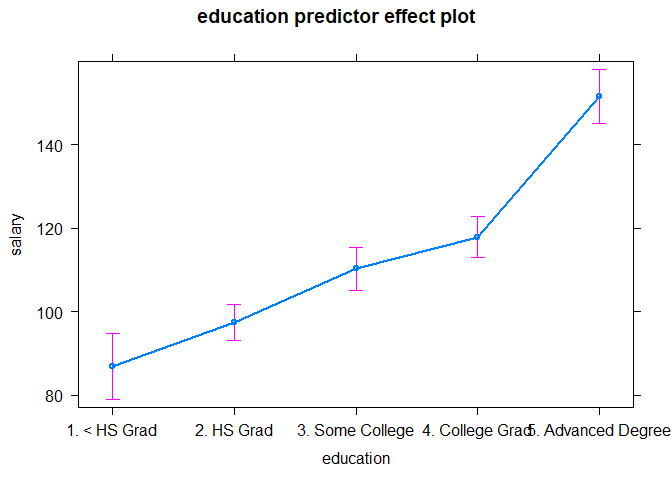 education predictor effect plot
140
120
100
80
salary
1. < HS Grad 2. HS Grad 3. Some College 4. College Grad 5. Advanced Degree
education